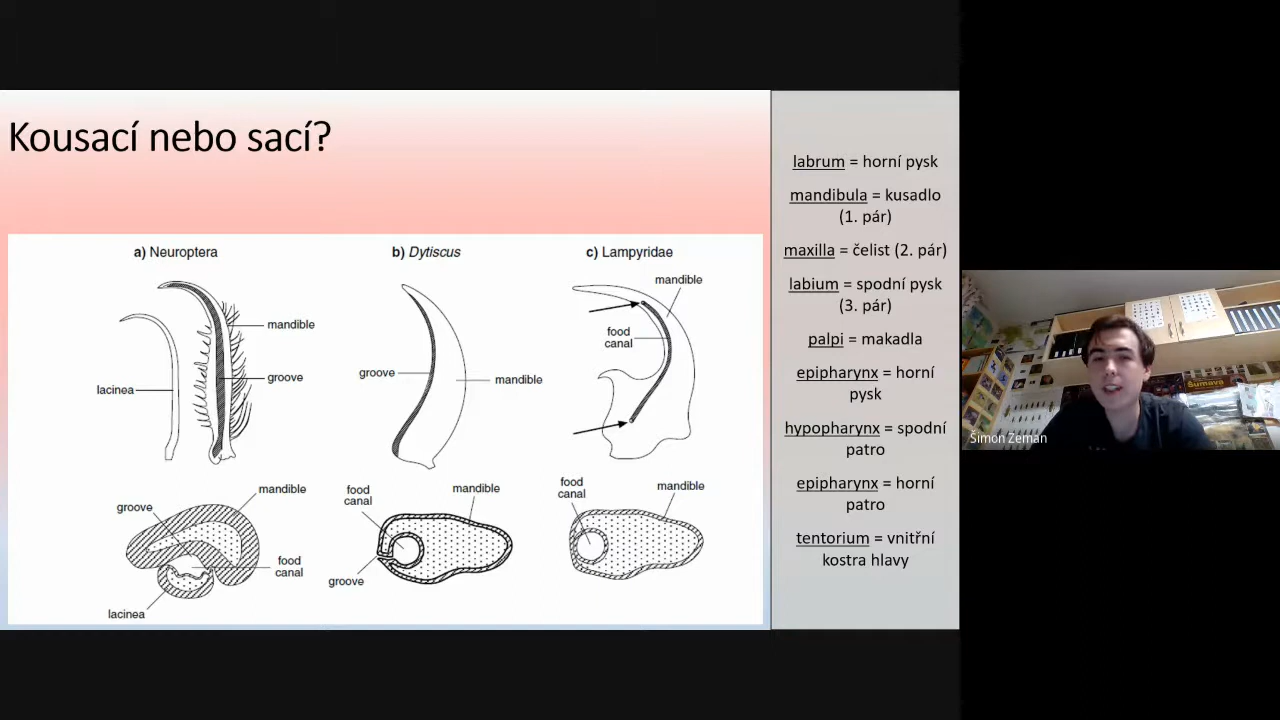 Kousací nebo sací?
a) Neuroptera
b) Dytiscus
c) Lampyridae
mandible
mandible
food
canal
groove
groove
mandible
lacinea
mandible
groove
food
canal
mandible
food
canal
mandible
groove
food
canal
groove
lacinea
labrum = horní pysk
mandibula = kusadlo
(1. pár)
maxilla = čelist (2. pár)
labium = spodní pysk
(3. pár)
palpi = makadla
epipharynx = horní
pysk
hypopharynx = spodní
patro
epipharynx = horní
patro
tentorium = vnitřní
kostra hlavy
Šumava
Šimon Zeman